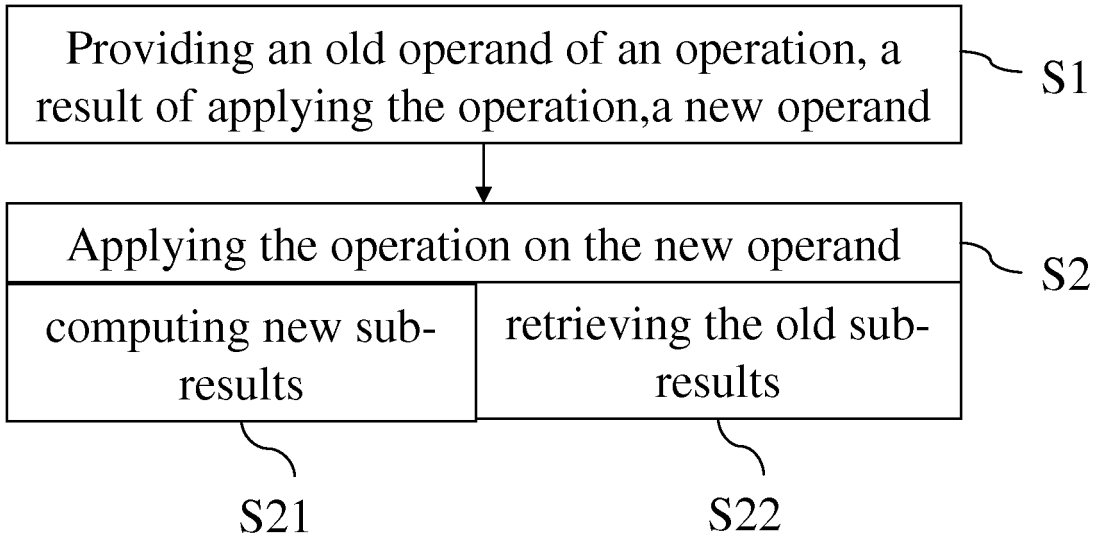 Providing an old operand of an operation, a
result of applying the operation,a new operand
S1
Applying the operation on the new operand
S2
computing new sub-
results
retrieving the old sub-
results
S21
S22